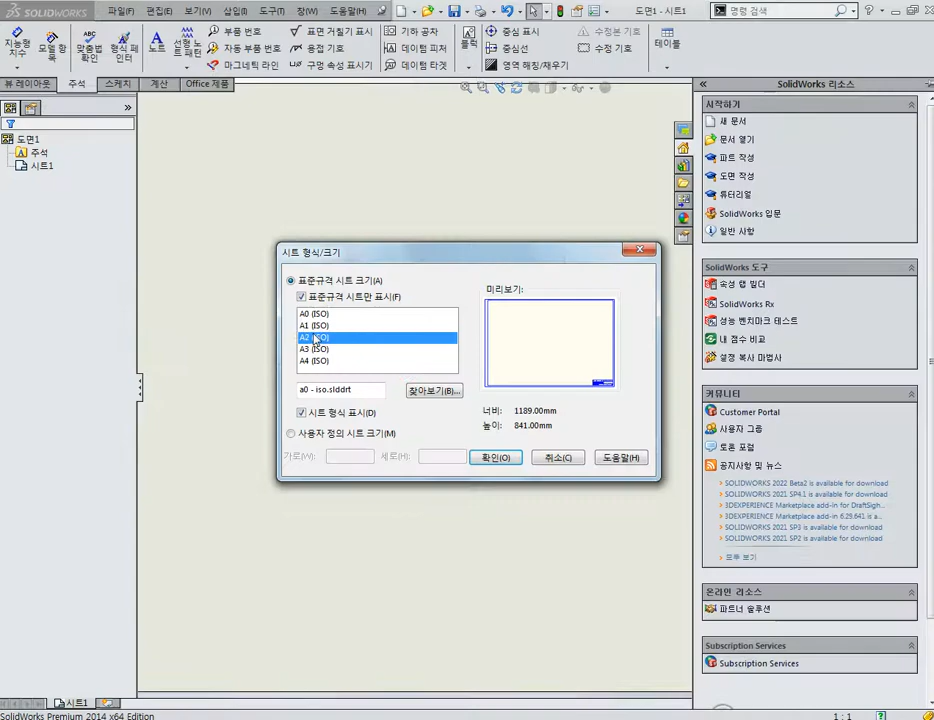 SOLIDWORKS 파일(F) 편집(E) 보기(V) 삽입(I) 도구(T) 창(W) 도움말(H) 도면1 - 시트1 명령 검색
지능형 치수 모델 항목 맞춤법 확인 형식 페인터 노트 선형 노트 패턴
부품 번호 표면 거칠기 표시 기하 공차 블럭 중심 표시 수정본 기호 테이블
자동 부품 번호 용접 기호 데이텀 피처 중심선 수정 기호
마그네틱 라인 구멍 속성 표시기 데이텀 타겟 영역 해칭/채우기
뷰 레이아웃 주석 스케치 계산 Office 제품
도면1
주석
시트1
시트 형식/크기
표준규격 시트 크기(A)
표준규격 시트만 표시(F)
A0 (ISO)
A1 (ISO)
A2 (ISO)
A3 (ISO)
A4 (ISO)
a0 - iso.slddrt 찾아보기(B)...
시트 형식 표시(D)
사용자 정의 시트 크기(M)
가로(W): 세로(H):
미리보기:
너비: 1189.00mm
높이: 841.00mm
확인(O) 취소(C) 도움말(H)
SolidWorks 리소스
시작하기
새 문서
문서 열기
파트 작성
도면 작성
튜터리얼
SolidWorks 입문
일반 사항
SolidWorks 도구
속성 탭 빌더
SolidWorks Rx
성능 벤치마크 테스트
내 점수 비교
설정 복사 마법사
커뮤니티
Customer Portal
사용자 그룹
토론 포럼
공지사항 및 뉴스
SOLIDWORKS 2022 Beta2 is available for download
SOLIDWORKS 2021 SP4.1 is available for download
3DEXPERIENCE Marketplace add-in for DraftSigh...
3DEXPERIENCE Marketplace add-in 6.29.641 is a...
SOLIDWORKS 2021 SP3 is available for download
SOLIDWORKS 2021 SP2 is available for download
모두 보기
온라인 리소스
파트너 솔루션
Subscription Services
Subscription Services
시트1
SolidWorks Premium 2014 x64 Edition 1 : 1